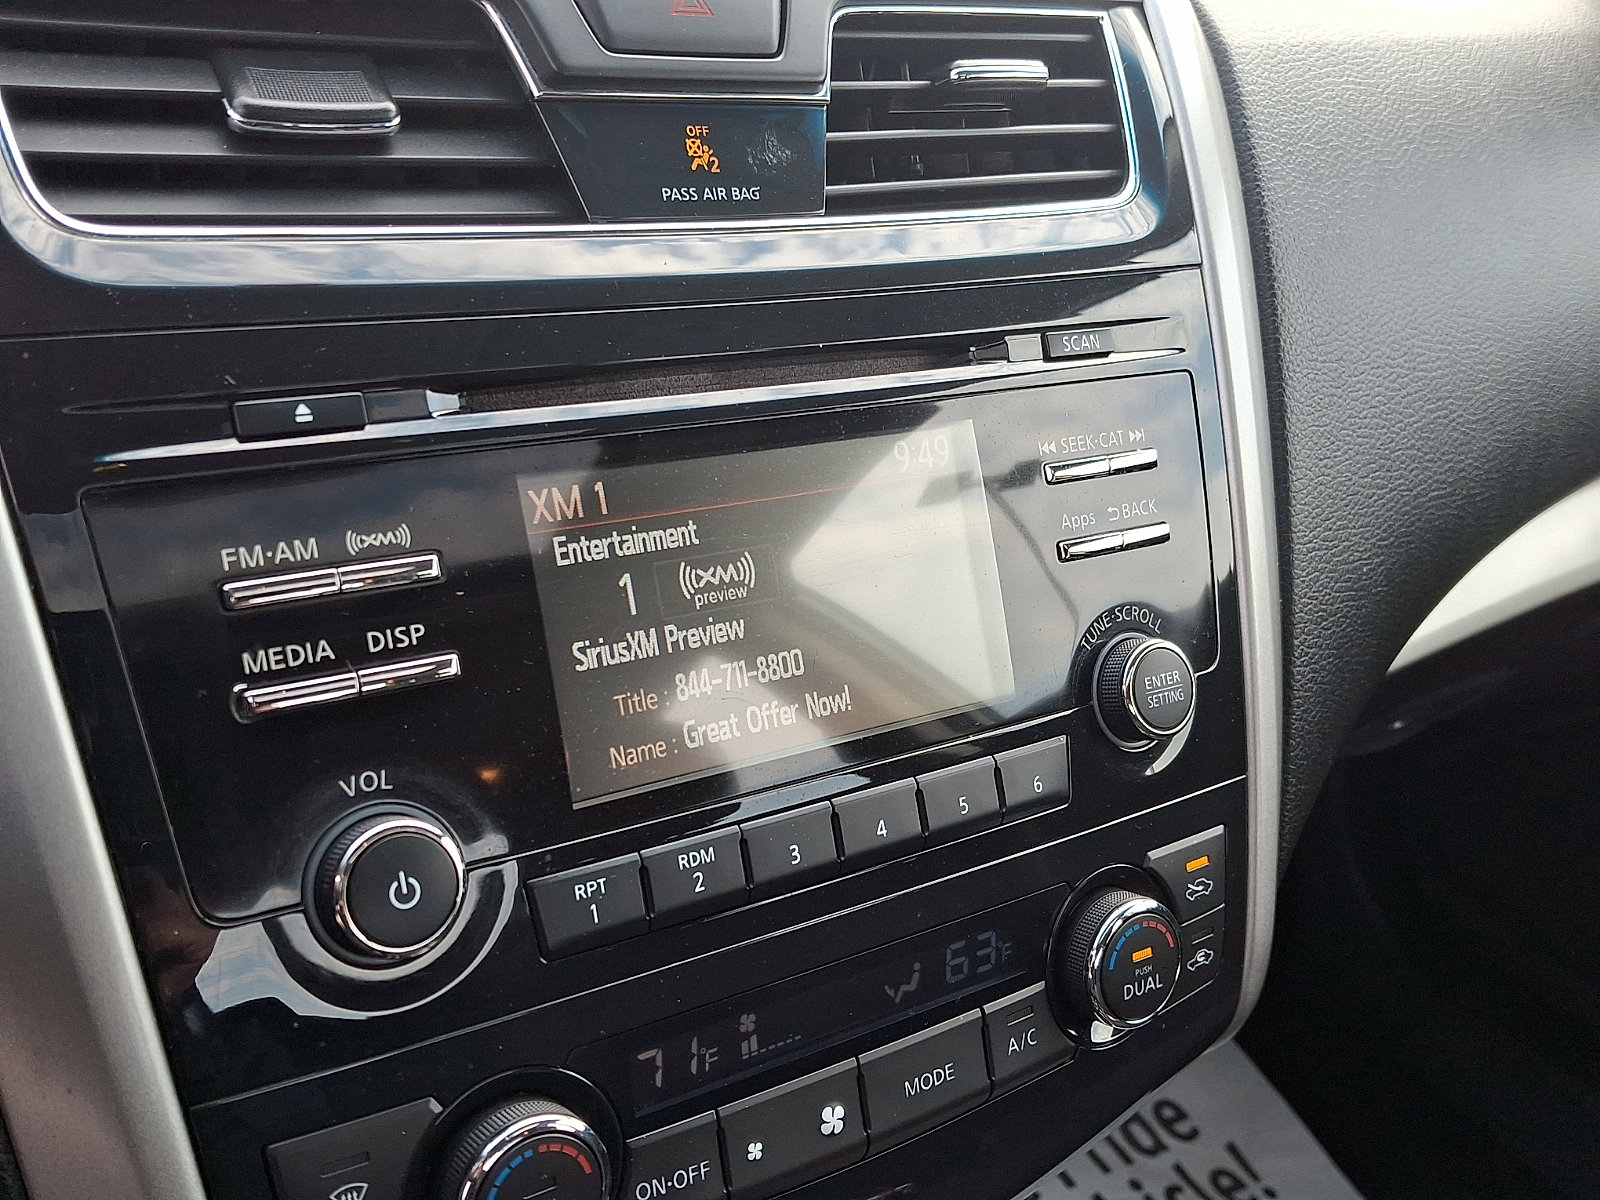 OFF
2
PASS AIR BAG
SCAN
9:49
XM 1
Entertainment
1 ((XM)) preview
SiriusXM Preview
Title : 844-711-8800
Name : Great Offer Now!
SEEK·CAT
Apps BACK
FM·AM ((XM))
MEDIA DISP
TUNE·SCROLL
ENTER
SETTING
VOL
RPT 1
RDM 2
3
4
5
6
71°F
63°F
PUSH
DUAL
ON·OFF
MODE
A/C